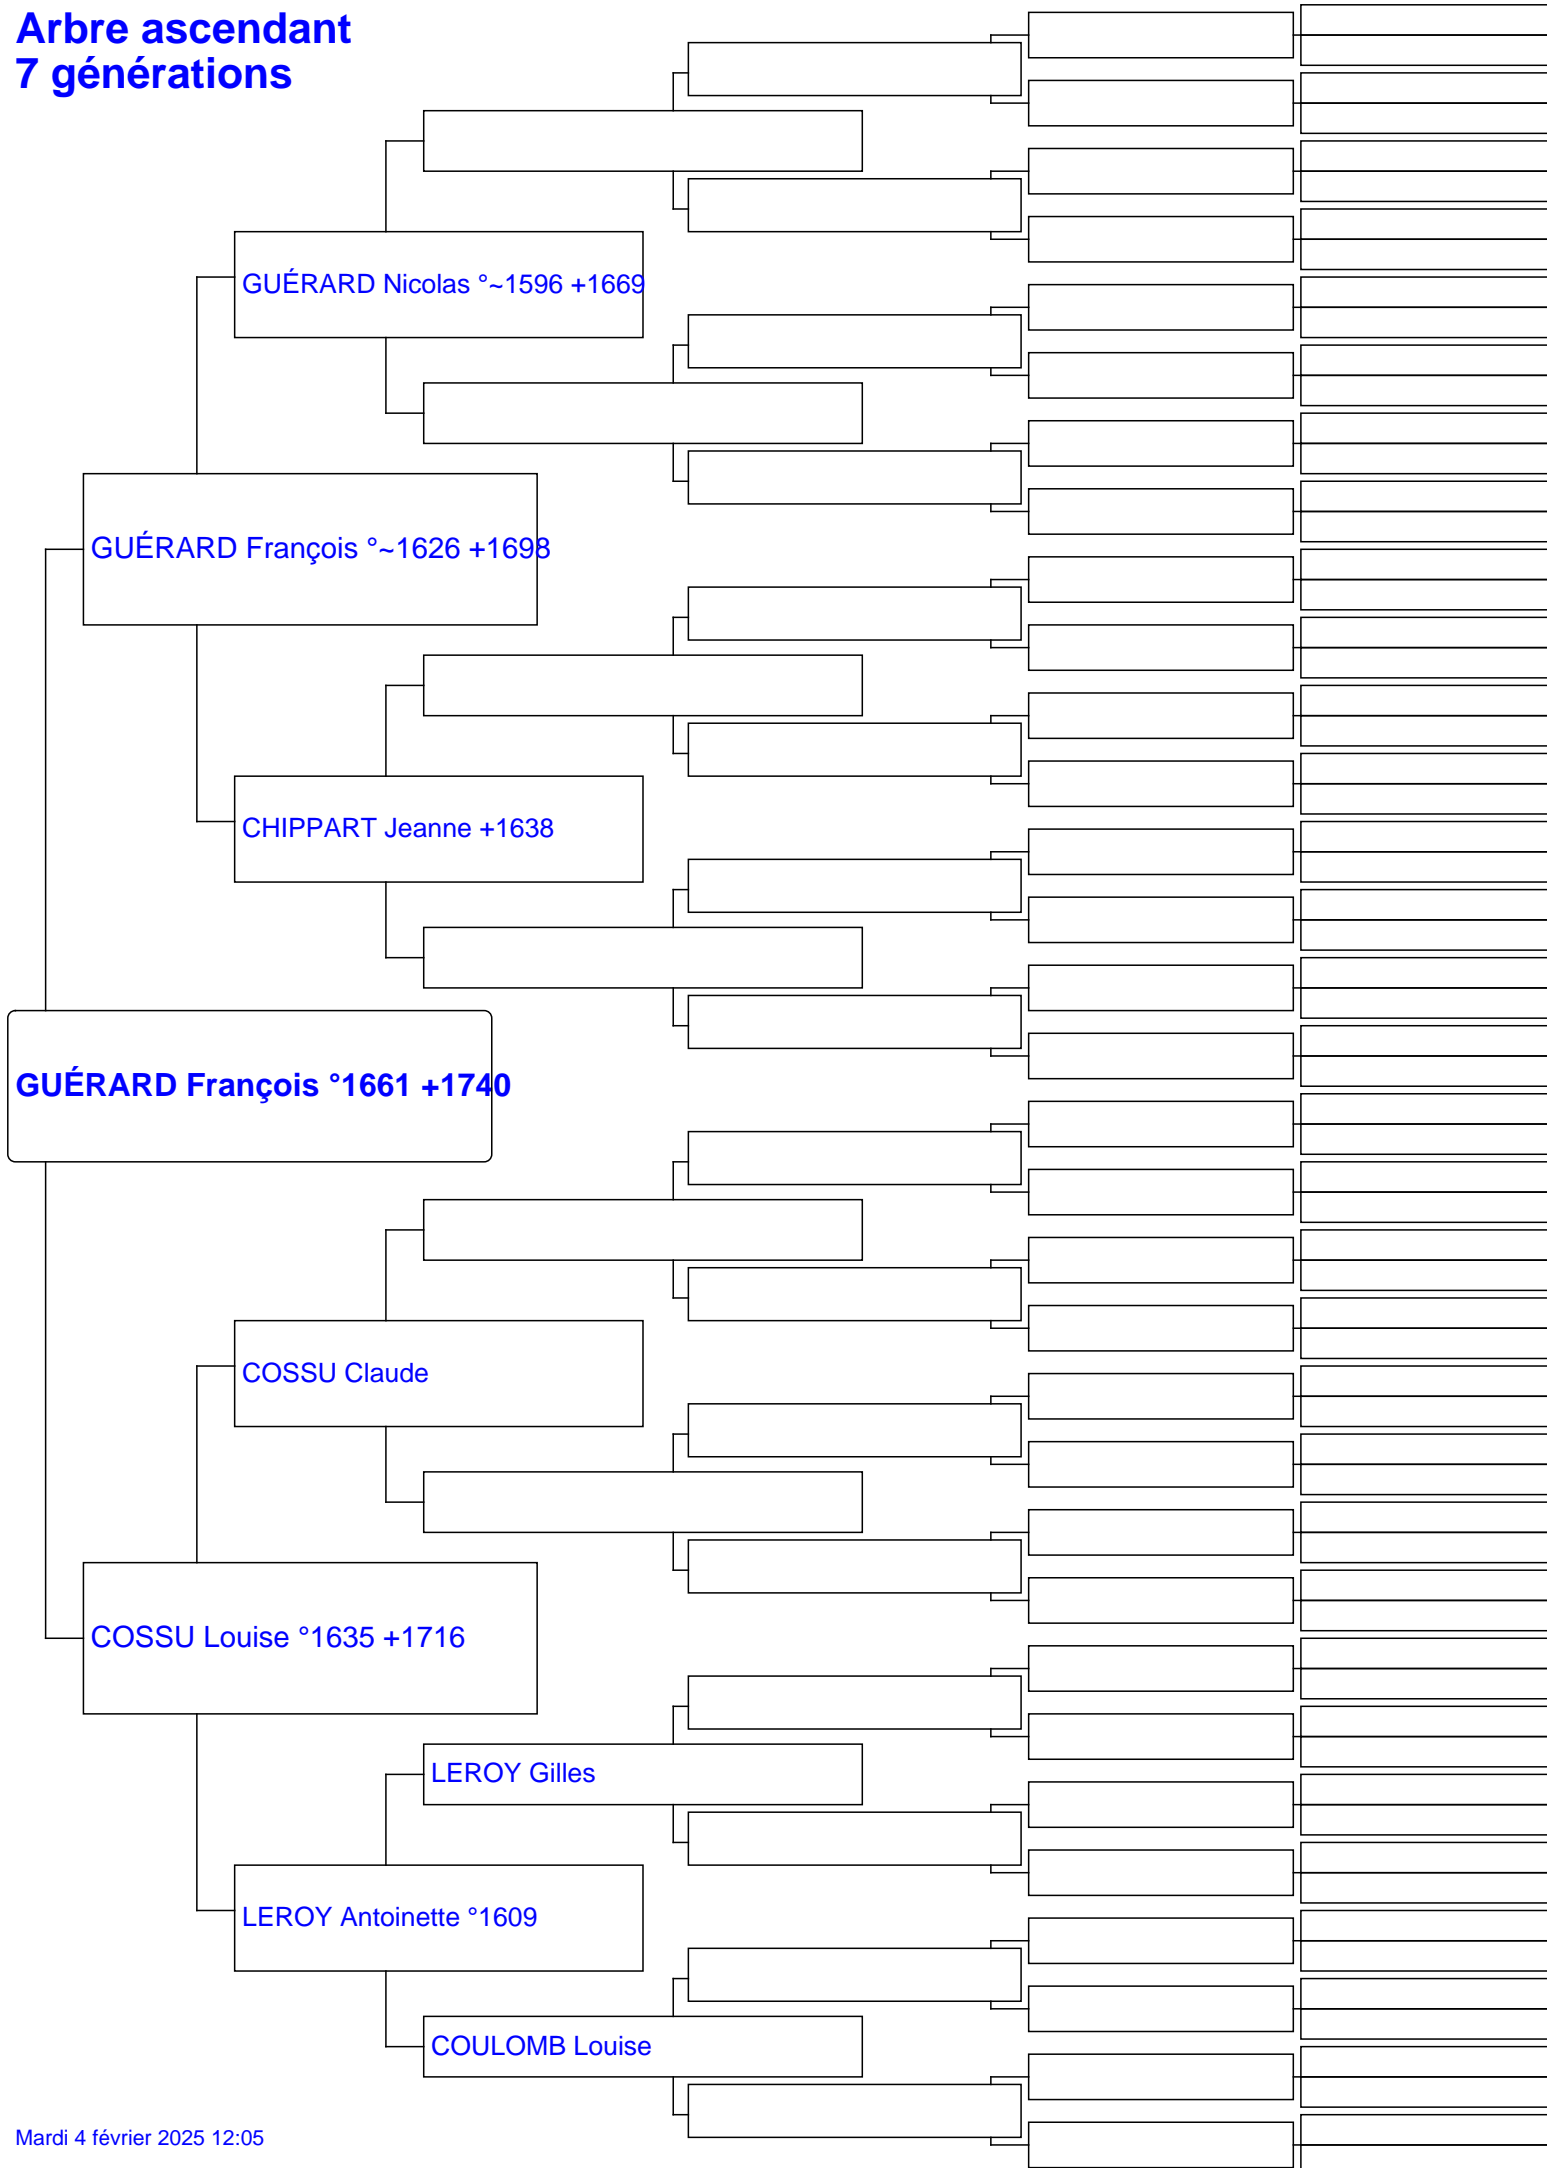 Arbre ascendant
7 générations
GUÉRARD Nicolas °~1596 +1669
GUÉRARD François °~1626 +1698
CHIPPART Jeanne +1638
GUÉRARD François °1661 +1740
COSSU Claude
COSSU Louise °1635 +1716
LEROY Gilles
LEROY Antoinette °1609
COULOMB Louise
Mardi 4 février 2025 12:05